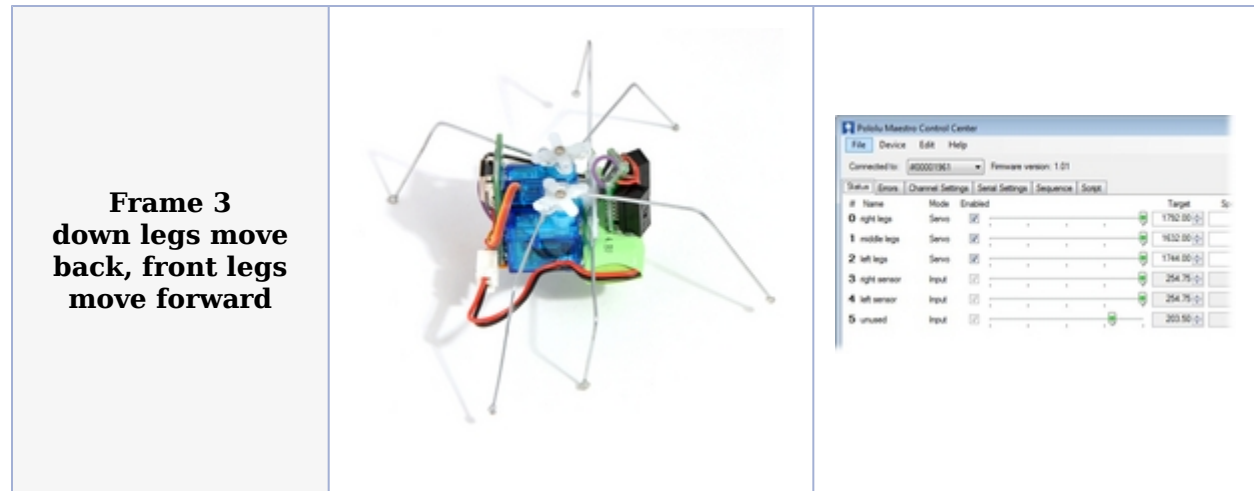 Frame 3
down legs move
back, front legs
move forward
Pololu Maestro Control Center
File Device Edit Help
Connected to: #00001961 Firmware version: 1.01
Status Errors Channel Settings Serial Settings Sequence Script
# Name Mode Enabled Target Sp
0 right legs Servo 1792.00
1 middle legs Servo 1632.00
2 left legs Servo 1744.00
3 right sensor Input 254.75
4 left sensor Input 254.75
5 unused Input 203.50